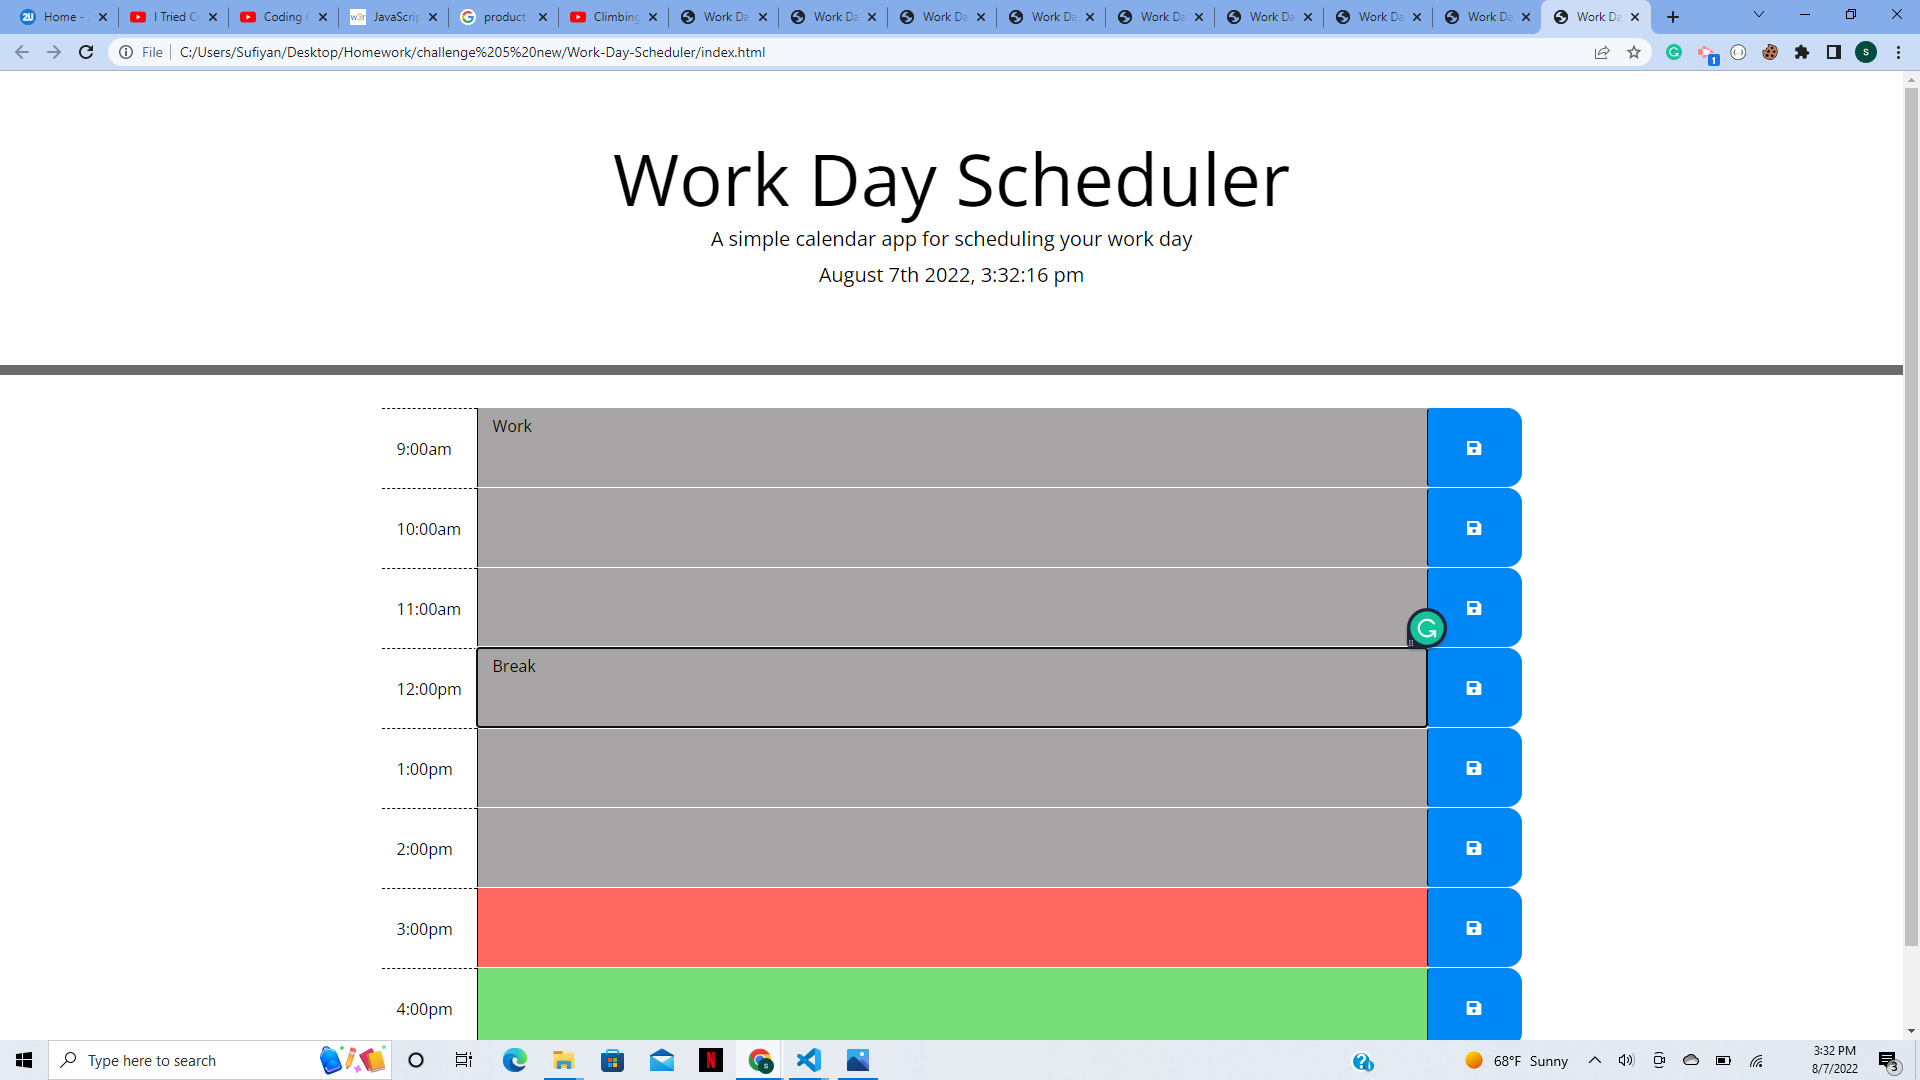 Home - 2
I Tried Cr
Coding C
JavaScrip
product
Climbing
Work Da
Work Da
Work Da
Work Da
Work Da
Work Da
Work Da
Work Da
Work Da
File
C:/Users/Sufiyan/Desktop/Homework/challenge%205%20new/Work-Day-Scheduler/index.html
1
S
Work Day Scheduler
A simple calendar app for scheduling your work day
August 7th 2022, 3:32:16 pm
9:00am
Work
10:00am
11:00am
12:00pm
Break
1:00pm
2:00pm
3:00pm
4:00pm
Type here to search
68°F Sunny
3:32 PM
8/7/2022
3